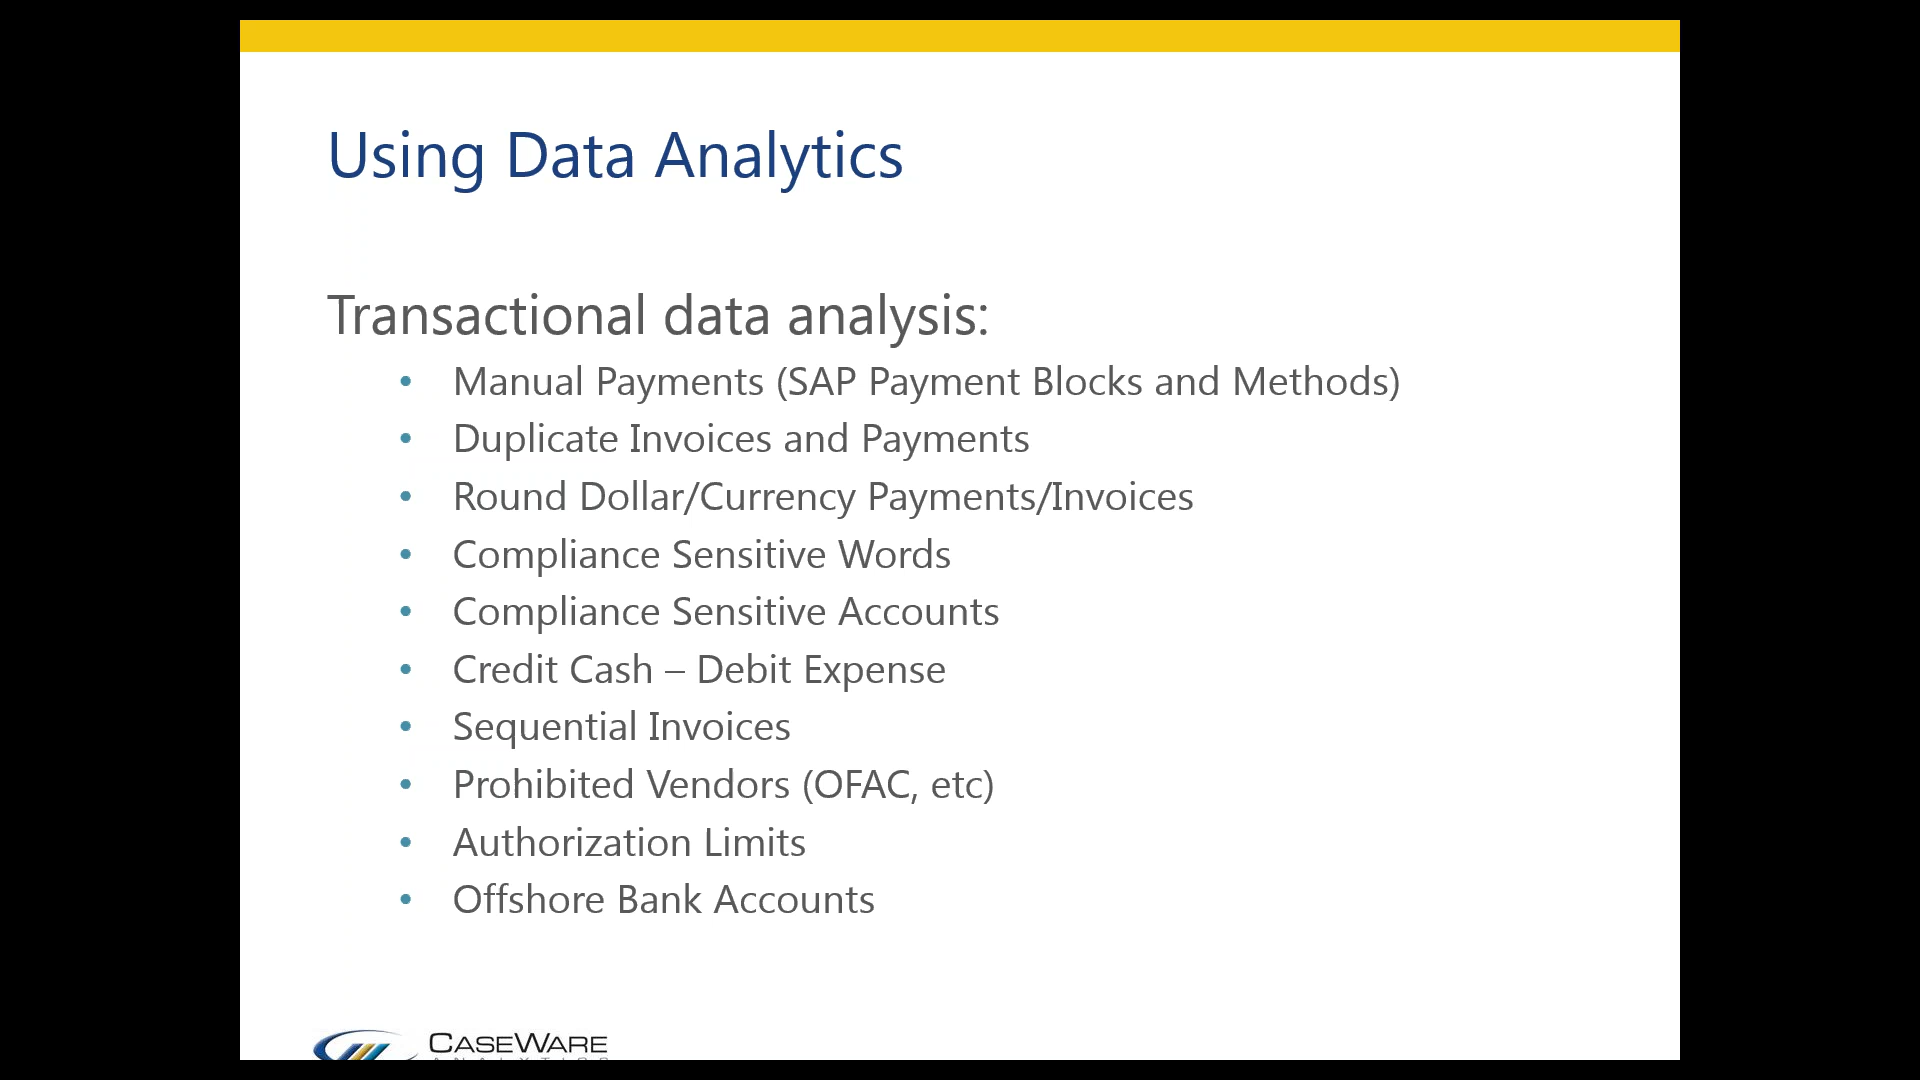 Using Data Analytics
Transactional data analysis:
• Manual Payments (SAP Payment Blocks and Methods)
• Duplicate Invoices and Payments
• Round Dollar/Currency Payments/Invoices
• Compliance Sensitive Words
• Compliance Sensitive Accounts
• Credit Cash – Debit Expense
• Sequential Invoices
• Prohibited Vendors (OFAC, etc)
• Authorization Limits
• Offshore Bank Accounts
CASEWARE